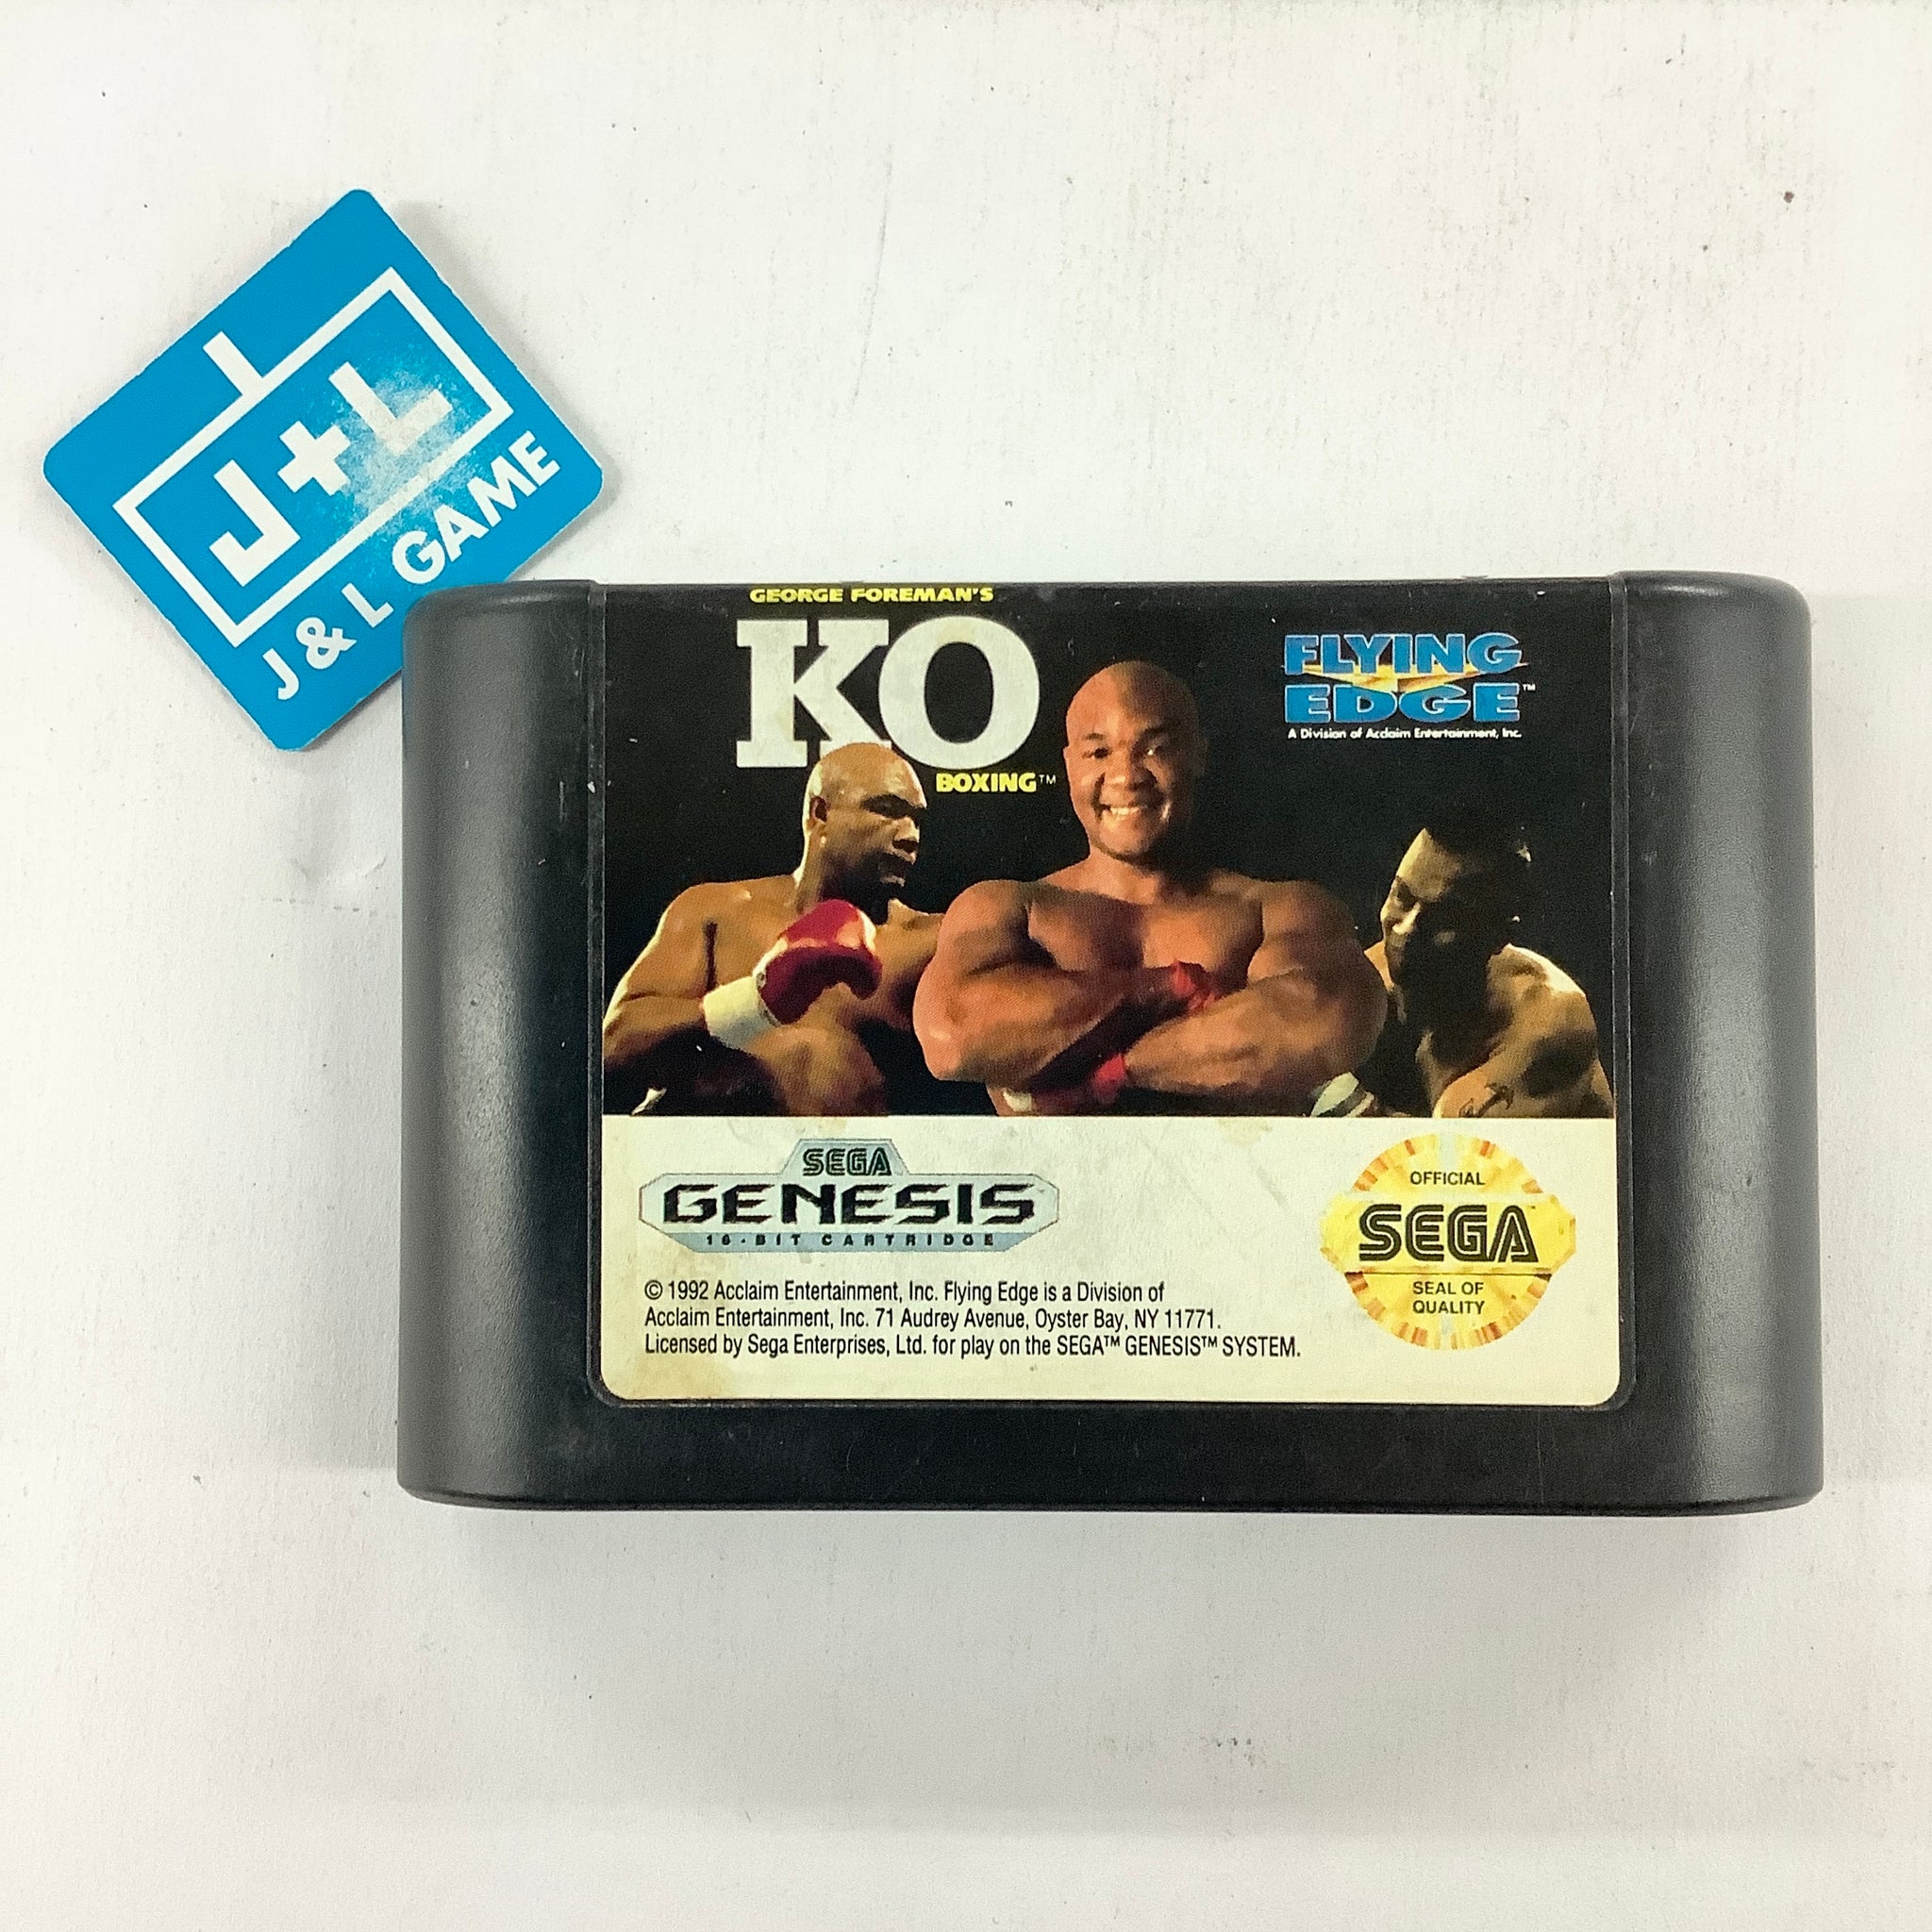 J+L
J & L GAME
GEORGE FOREMAN'S
KO
BOXING™
FLYING
EDGE™
A Division of Acclaim Entertainment, Inc.
SEGA
GENESIS
16-BIT CARTRIDGE
OFFICIAL
SEGA
SEAL OF
QUALITY
© 1992 Acclaim Entertainment, Inc. Flying Edge is a Division of
Acclaim Entertainment, Inc. 71 Audrey Avenue, Oyster Bay, NY 11771.
Licensed by Sega Enterprises, Ltd. for play on the SEGA™ GENESIS™ SYSTEM.